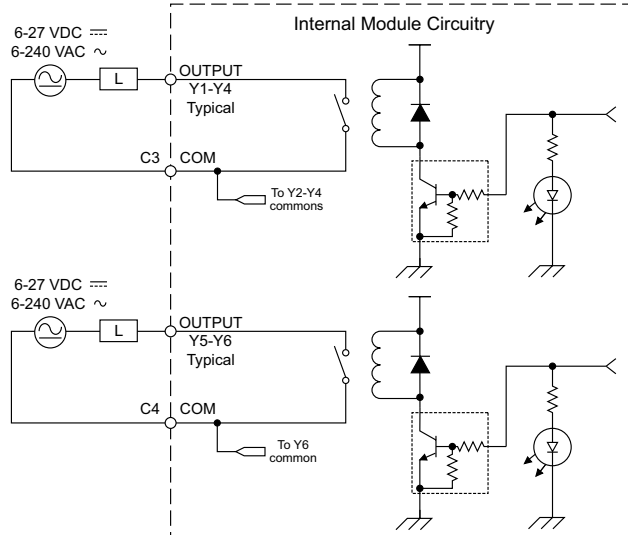 Internal Module Circuitry
6-27 VDC ⎓
6-240 VAC ∿
L
OUTPUT
Y1-Y4
Typical
C3
COM
To Y2-Y4
commons
6-27 VDC ⎓
6-240 VAC ∿
L
OUTPUT
Y5-Y6
Typical
C4
COM
To Y6
common